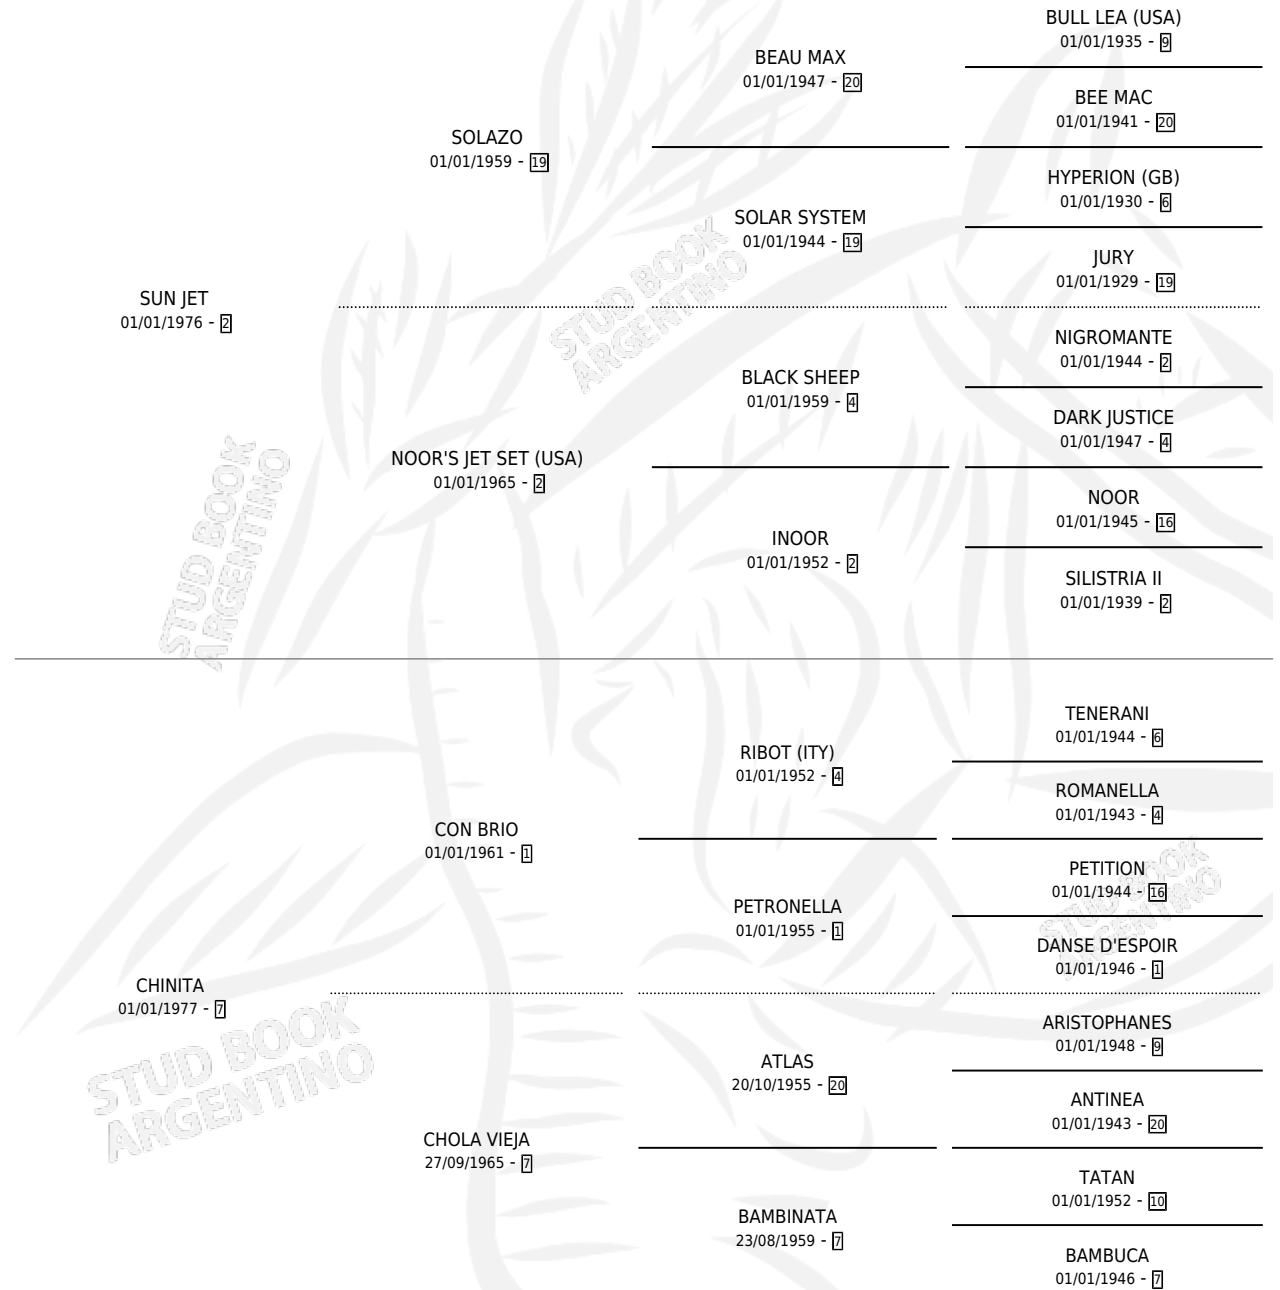 BULL LEA (USA)
01/01/1935 - 9
BEAU MAX
01/01/1947 - 20
BEE MAC
01/01/1941 - 20
SOLAZO
01/01/1959 - 19
HYPERION (GB)
01/01/1930 - 6
SOLAR SYSTEM
01/01/1944 - 19
JURY
01/01/1929 - 19
SUN JET
01/01/1976 - 2
NIGROMANTE
01/01/1944 - 2
BLACK SHEEP
01/01/1959 - 4
DARK JUSTICE
01/01/1947 - 4
NOOR'S JET SET (USA)
01/01/1965 - 2
NOOR
01/01/1945 - 16
INOOR
01/01/1952 - 2
SILISTRIA II
01/01/1939 - 2
TENERANI
01/01/1944 - 6
RIBOT (ITY)
01/01/1952 - 4
ROMANELLA
01/01/1943 - 4
CON BRIO
01/01/1961 - 1
PETITION
01/01/1944 - 16
PETRONELLA
01/01/1955 - 1
DANSE D'ESPOIR
01/01/1946 - 1
CHINITA
01/01/1977 - 7
ARISTOPHANES
01/01/1948 - 9
ATLAS
20/10/1955 - 20
ANTINEA
01/01/1943 - 20
CHOLA VIEJA
27/09/1965 - 7
TATAN
01/01/1952 - 10
BAMBINATA
23/08/1959 - 7
BAMBUCA
01/01/1946 - 7
STUD BOOK
ARGENTINO
STUD BOOK
ARGENTINO
STUD BOOK
ARGENTINO
STUD BOOK
ARGENTINO